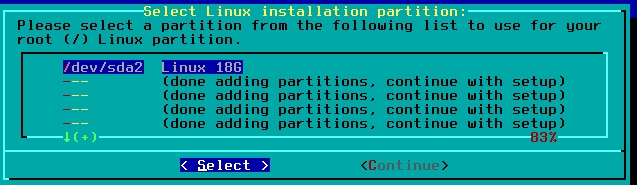 Select Linux installation partition:
Please select a partition from the following list to use for your
root (/) Linux partition.
/dev/sda2 Linux 18G
--- (done adding partitions, continue with setup)
--- (done adding partitions, continue with setup)
--- (done adding partitions, continue with setup)
--- (done adding partitions, continue with setup)
↓(+) 83%
< Select > <Continue>